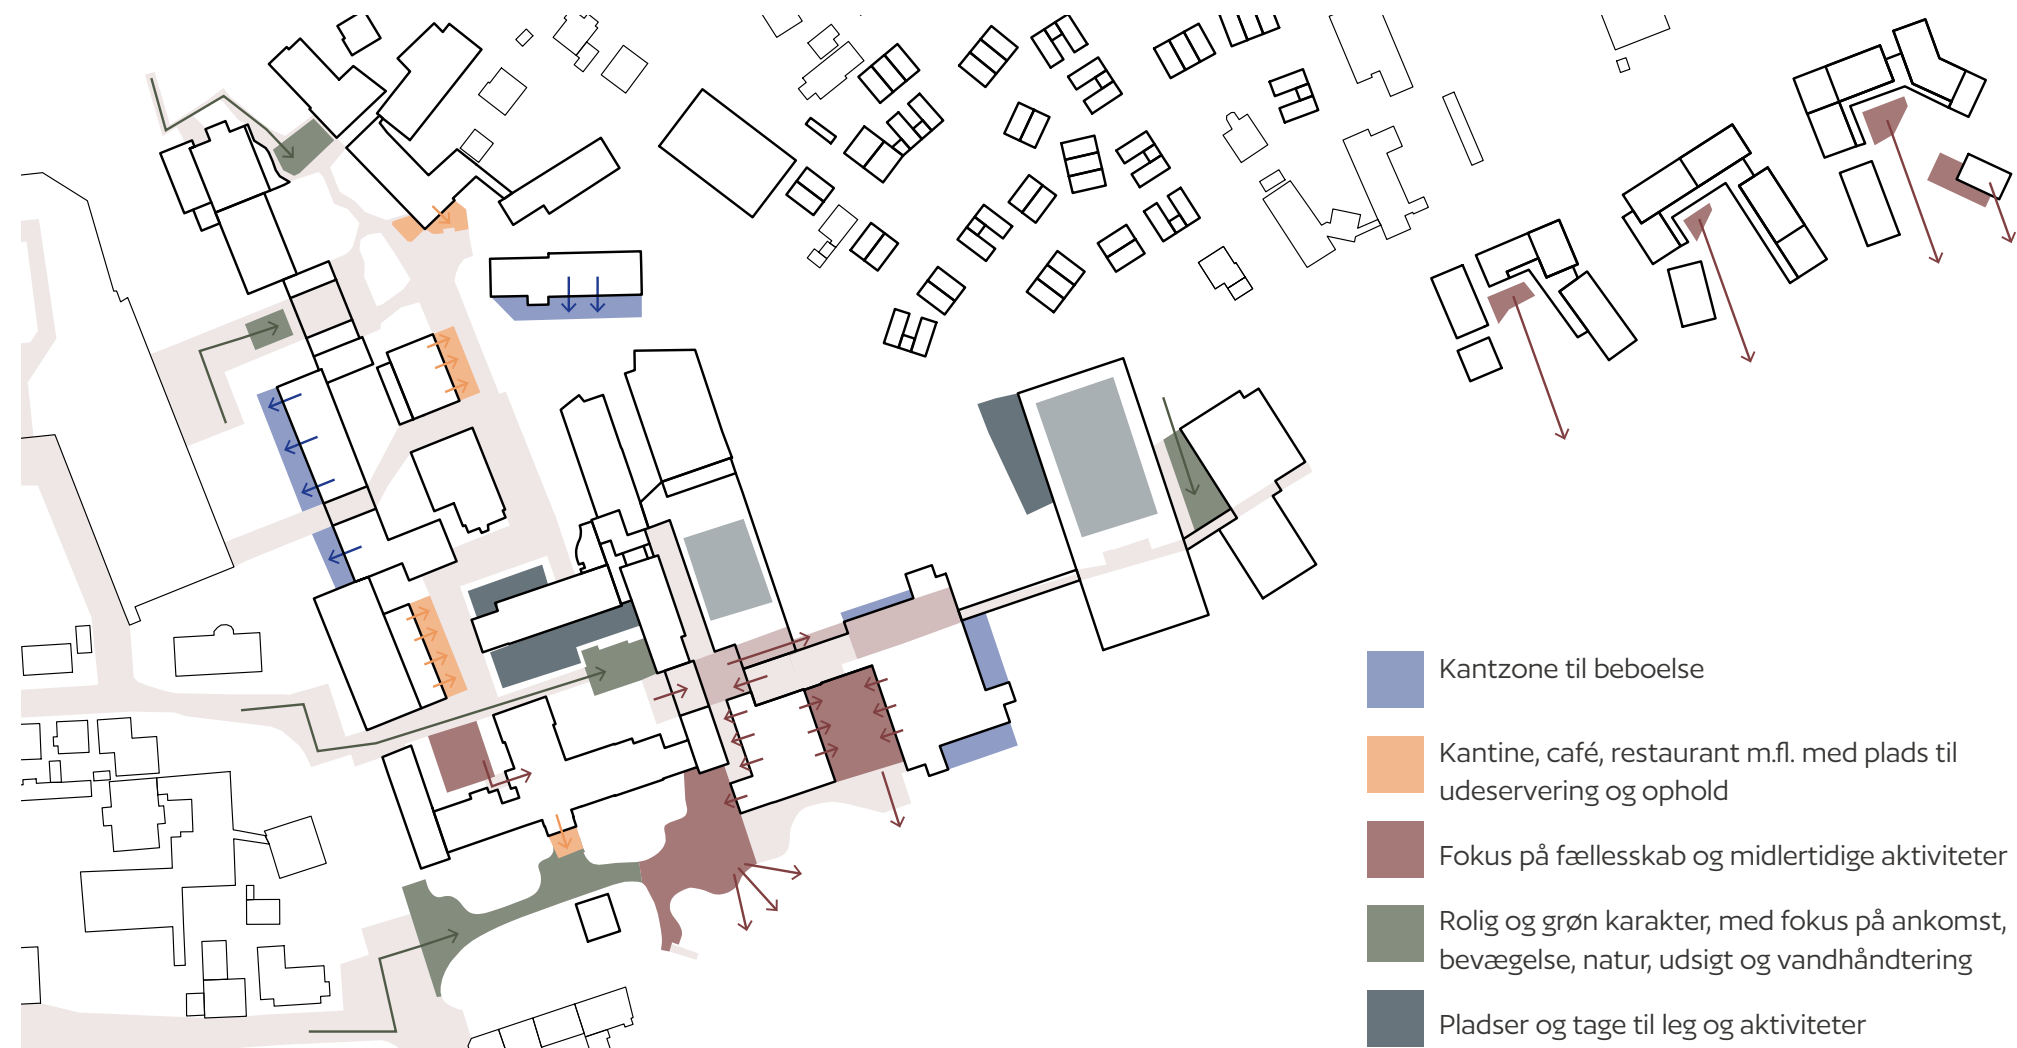 Kantzone til beboelse
Kantine, café, restaurant m.fl. med plads til
udeservering og ophold
Fokus på fællesskab og midlertidige aktiviteter
Rolig og grøn karakter, med fokus på ankomst,
bevægelse, natur, udsigt og vandhåndtering
Pladser og tage til leg og aktiviteter